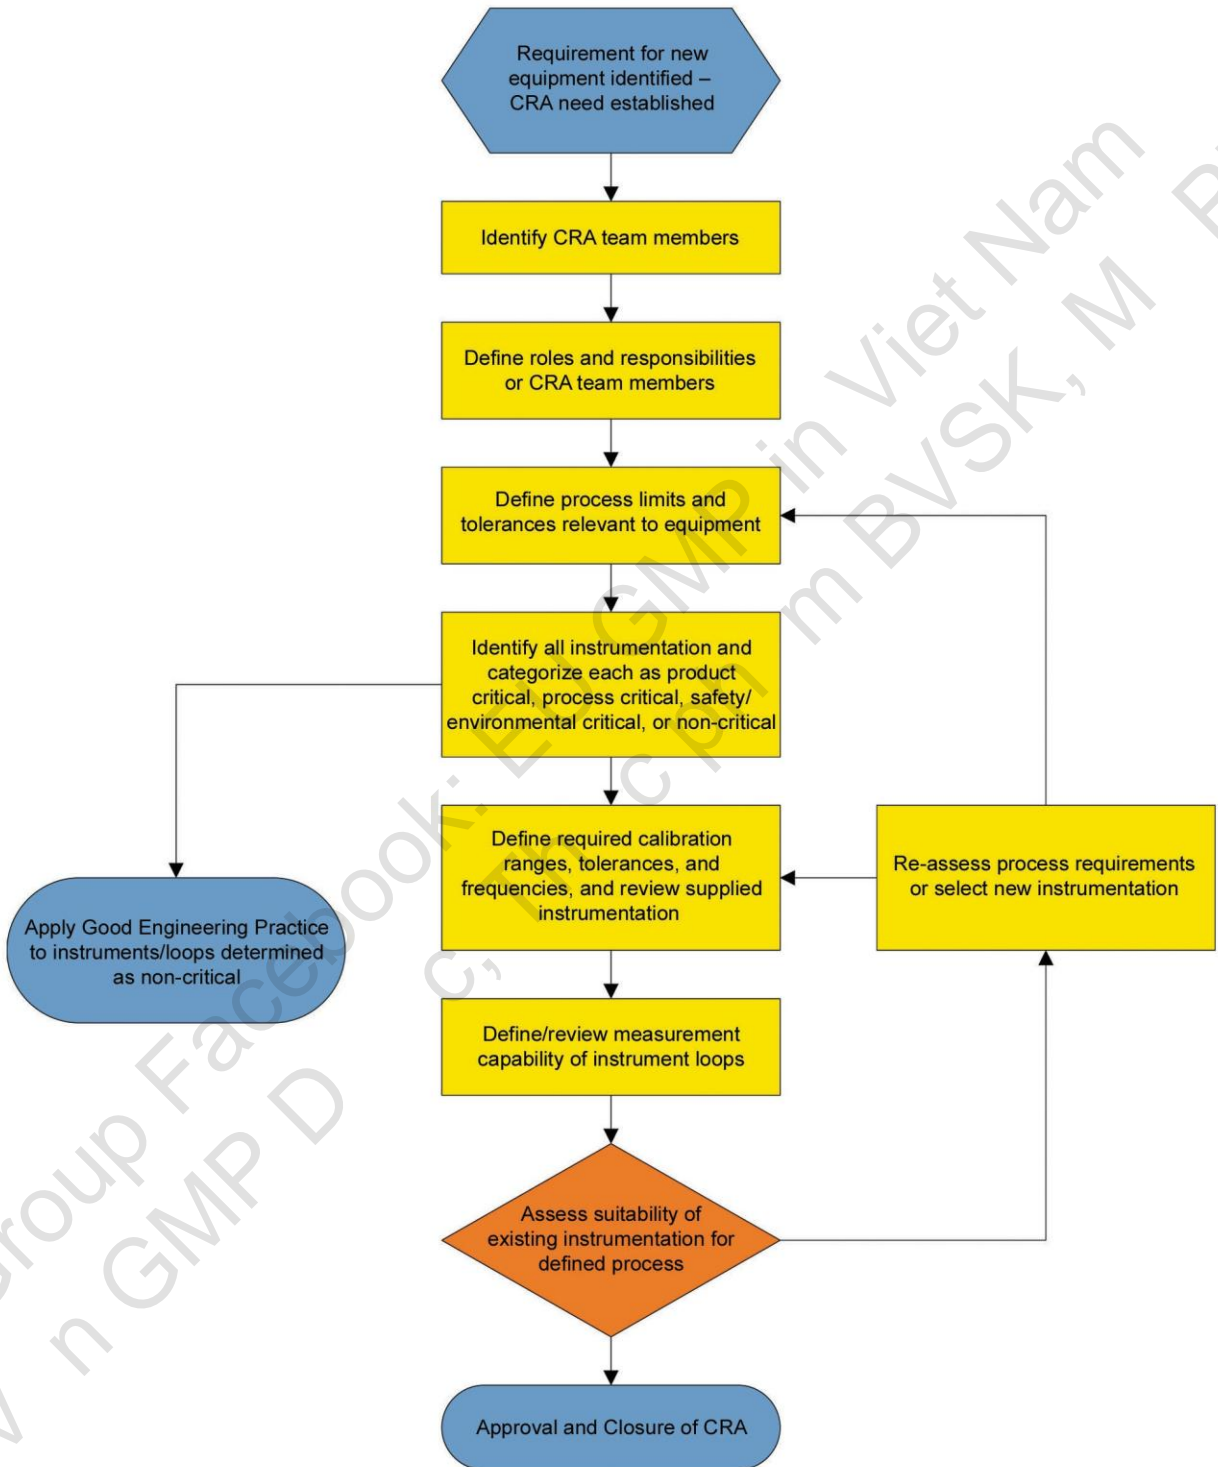 Requirement for new
equipment identified –
CRA need established
Identify CRA team members
Define roles and responsibilities
or CRA team members
Define process limits and
tolerances relevant to equipment
Identify all instrumentation and
categorize each as product
critical, process critical, safety/
environmental critical, or non-critical
Define required calibration
ranges, tolerances, and
frequencies, and review supplied
instrumentation
Re-assess process requirements
or select new instrumentation
Apply Good Engineering Practice
to instruments/loops determined
as non-critical
Define/review measurement
capability of instrument loops
Assess suitability of
existing instrumentation for
defined process
Approval and Closure of CRA
Group Facebook: EU GMP in Viet Nam
n GMP D c, Th c ph m BVSK, M